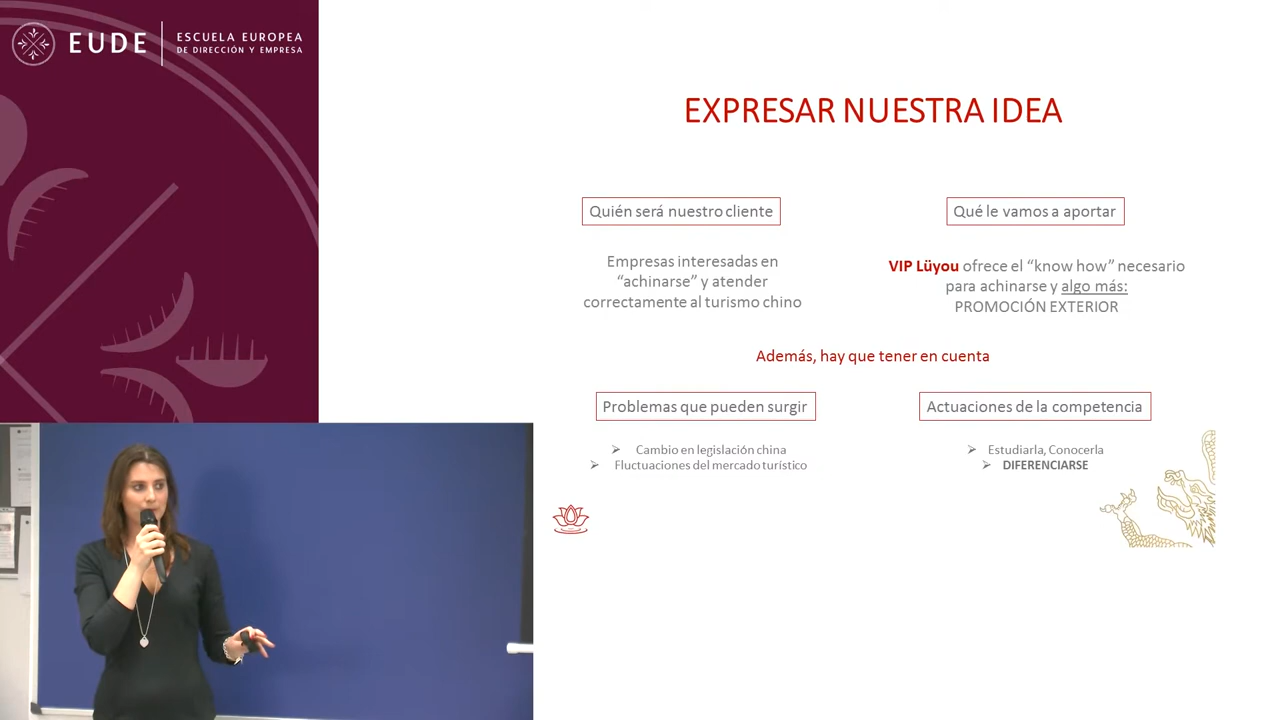 EUDE
ESCUELA EUROPEA
DE DIRECCIÓN Y EMPRESA
EXPRESAR NUESTRA IDEA
Quién será nuestro cliente
Empresas interesadas en
“achinarse” y atender
correctamente al turismo chino
Qué le vamos a aportar
VIP Lüyou ofrece el “know how” necesario
para achinarse y algo más:
PROMOCIÓN EXTERIOR
Además, hay que tener en cuenta
Problemas que pueden surgir
Cambio en legislación china
Fluctuaciones del mercado turístico
Actuaciones de la competencia
Estudiarla, Conocerla
DIFERENCIARSE